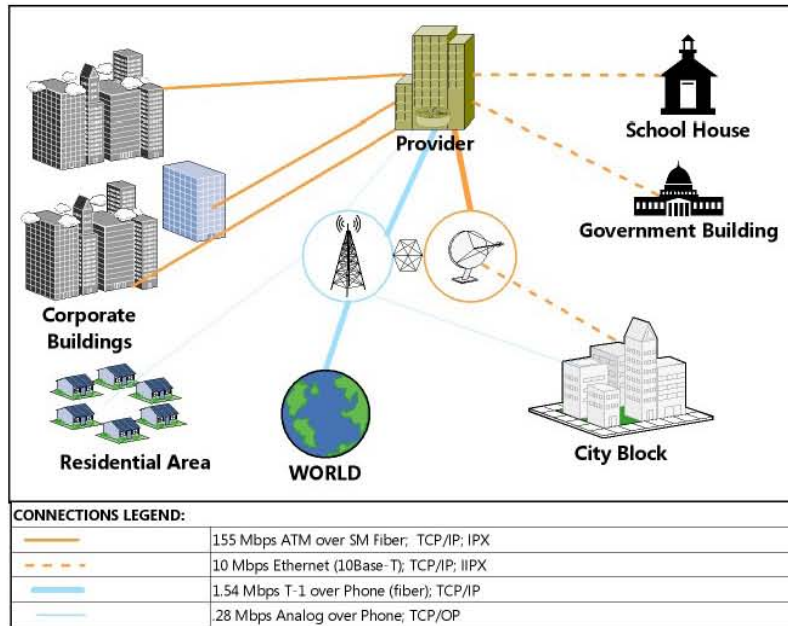 Provider
School House
Government Building
Corporate
Buildings
Residential Area
WORLD
City Block
CONNECTIONS LEGEND:
155 Mbps ATM over SM Fiber; TCP/IP; IPX
10 Mbps Ethernet (10Base-T); TCP/IP; IIPX
1.54 Mbps T-1 over Phone (fiber); TCP/IP
.28 Mbps Analog over Phone; TCP/OP